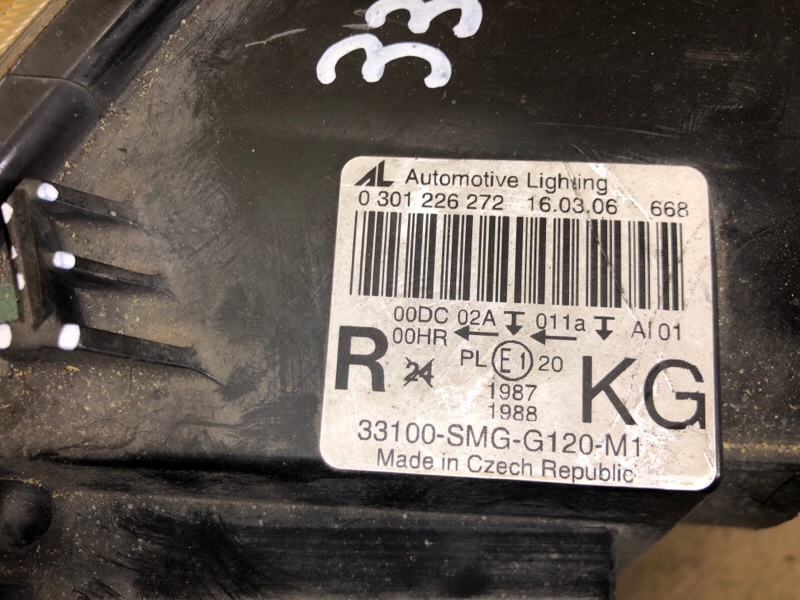 33
33
AL Automotive Lighting
0 301 226 272 16.03.06 668
00DC 02A 011a AI 01
00HR
R 24 PL E1 20 KG
1987
1988
33100-SMG-G120-M1
Made in Czech Republic